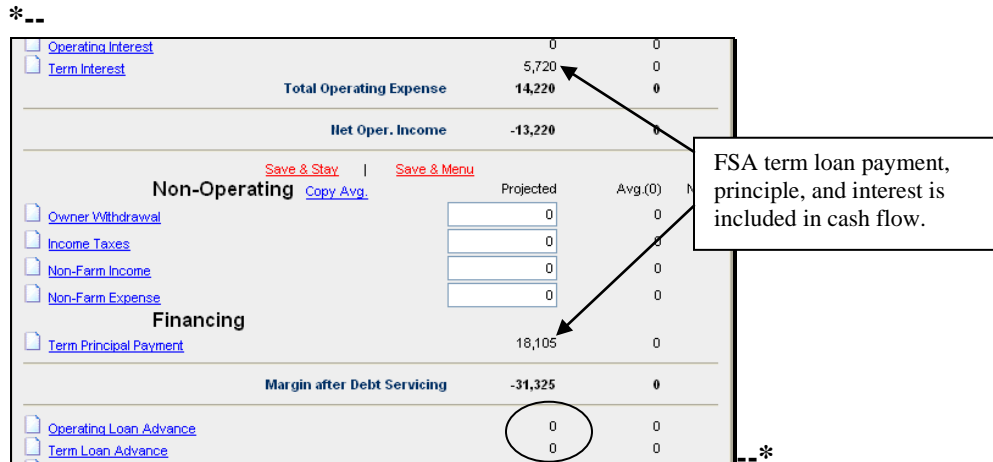 *--
Operating Interest 0 0
Term Interest 5,720 0
Total Operating Expense 14,220 0
Net Oper. Income -13,220 0
Save & Stay | Save & Menu
Non-Operating Copy Avg. Projected Avg.(0) N
Owner Withdrawal 0 0
Income Taxes 0 0
Non-Farm Income 0 0
Non-Farm Expense 0 0
Financing
Term Principal Payment 18,105 0
Margin after Debt Servicing -31,325 0
Operating Loan Advance 0 0
Term Loan Advance 0 0
--*
FSA term loan payment,
principle, and interest is
included in cash flow.